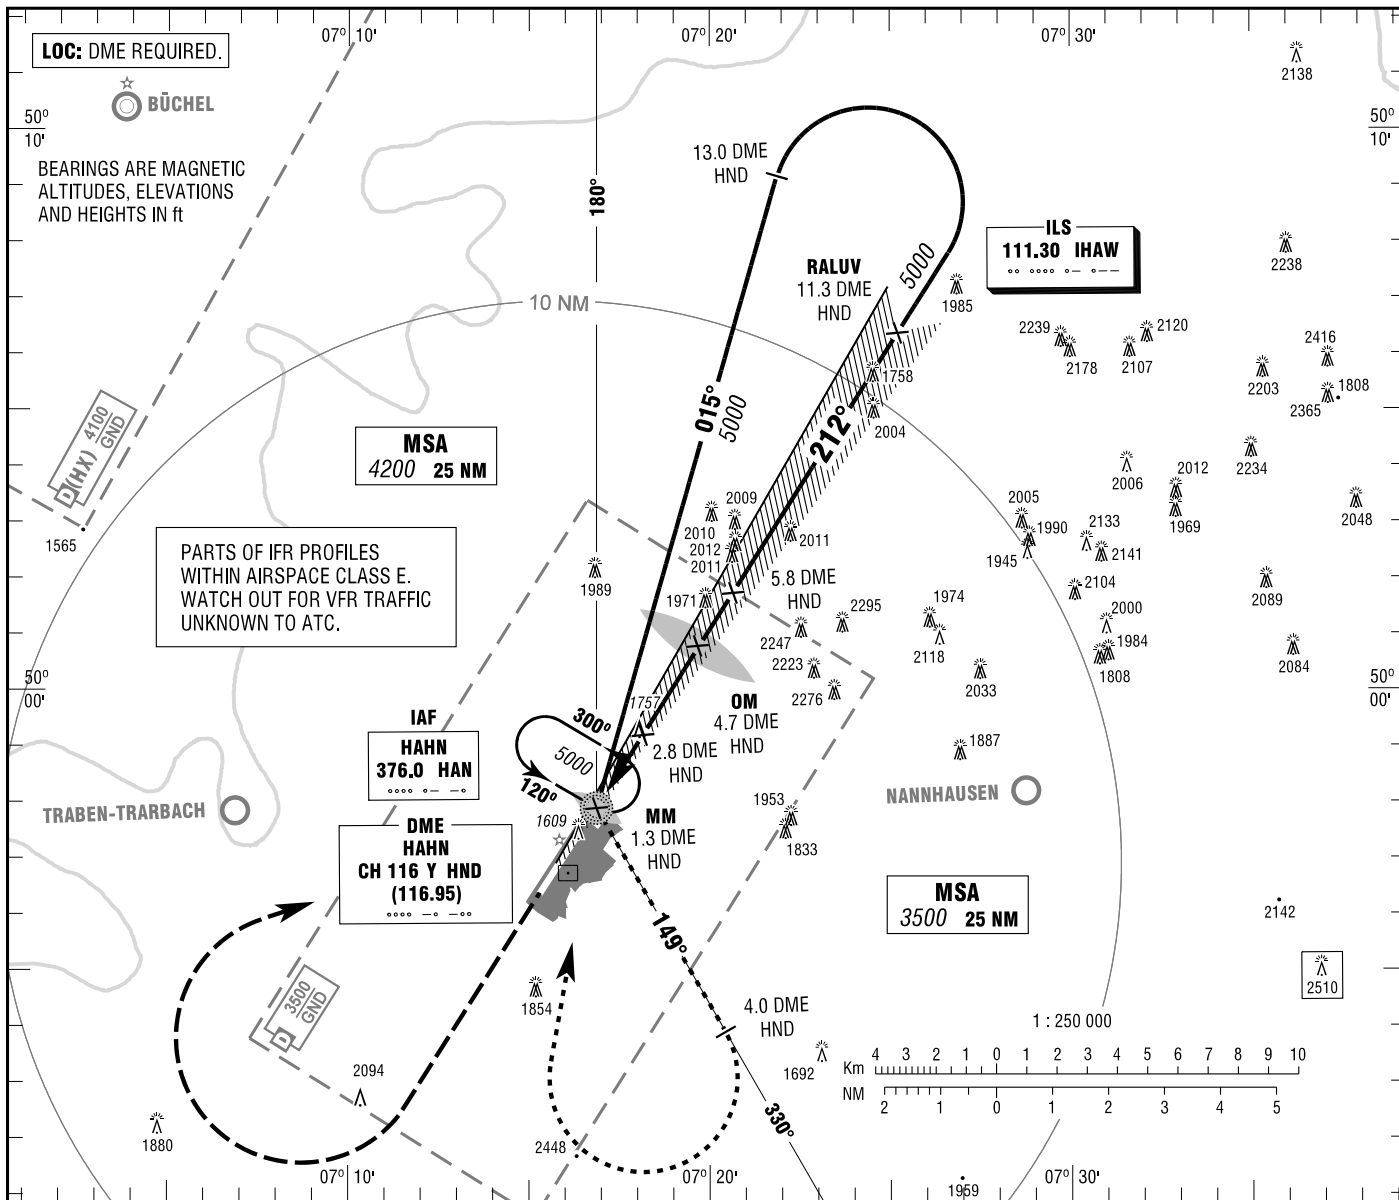 07° 10'
07° 20'
07° 30'
LOC: DME REQUIRED.
BÜCHEL
2138
50°
10'
50°
10'
BEARINGS ARE MAGNETIC
ALTITUDES, ELEVATIONS
AND HEIGHTS IN ft
180°
13.0 DME
HND
5000
RALUV
11.3 DME
HND
ILS
111.30 IHAW
2238
1985
10 NM
2239
2178
2120
2107
2416
2203
1808
2365
1758
2004
015°
5000
212°
D(HX) 4100
GND
MSA
4200 25 NM
2234
2006
2012
1969
2048
2009
2010
2012
2011
2011
2005
1990
1945
2133
2141
1565
PARTS OF IFR PROFILES
WITHIN AIRSPACE CLASS E.
WATCH OUT FOR VFR TRAFFIC
UNKNOWN TO ATC.
1989
1971
5.8 DME
HND
2104
2089
2000
1984
1808
2084
1974
2118
2295
2247
2223
2276
2033
50°
00'
50°
00'
1757
OM
4.7 DME
HND
IAF
HAHN
376.0 HAN
300°
5000
120°
2.8 DME
HND
1887
TRABEN-TRARBACH
NANNHAUSEN
1953
1833
1609
MM
1.3 DME
HND
DME
HAHN
CH 116 Y HND
(116.95)
MSA
3500 25 NM
2142
149°
2510
D 3500
GND
1854
4.0 DME
HND
1692
1 : 250 000
Km 4 3 2 1 0 1 2 3 4 5 6 7 8 9 10
NM 2 1 0 1 2 3 4 5
2094
1880
330°
2448
07° 10'
07° 20'
07° 30'
1959